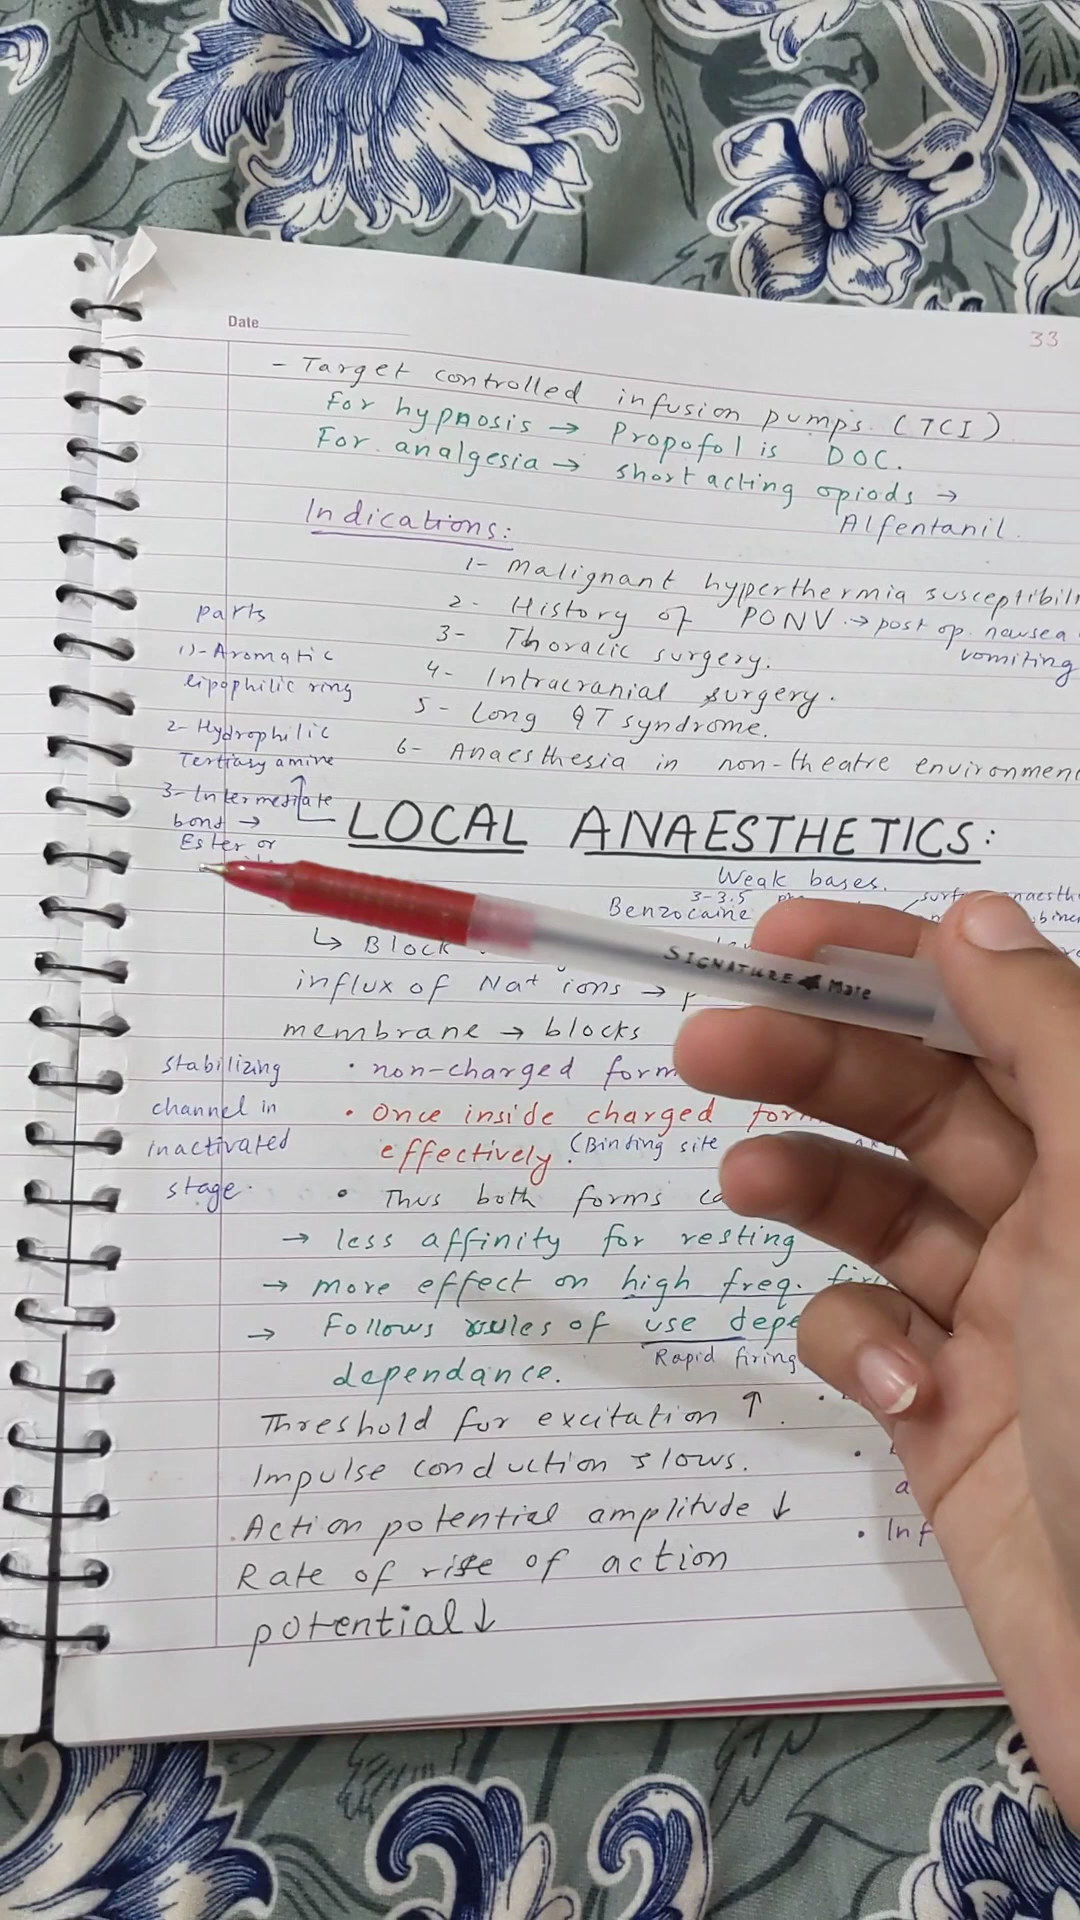 Date
33
- Target controlled infusion pumps. (TCI)
For hypnosis → Propofol is DOC.
For analgesia → short acting opiods →
Alfentanil.
Indications:
1- Malignant hyperthermia
2- History of PONV → post op. nausea
vomiting
3- Thoracic surgery.
4- Intracranial surgery.
5- Long QT syndrome.
6- Anaesthesia in non-theatre
parts
1)- Aromatic
lipophilic ring
2- Hydrophilic
Tertiary amine
3- Intermediate
bond →
Ester or
LOCAL ANAESTHETICS:
Weak bases.
3-3.5
Benzocaine
↳ Block
influx of Na+ ions →
membrane → blocks
stabilizing
channel in
inactivated
stage.
• non-charged
• Once inside charged
effectively. (Binding site
• Thus both forms
→ less affinity for resting
→ more effect on high freq.
→ Follows rules of use
dependance.
Rapid firing
Threshold for excitation ↑.
Impulse conduction slows.
Action potential amplitude ↓
Rate of rise of action
potential ↓
SIGNATURE Mate